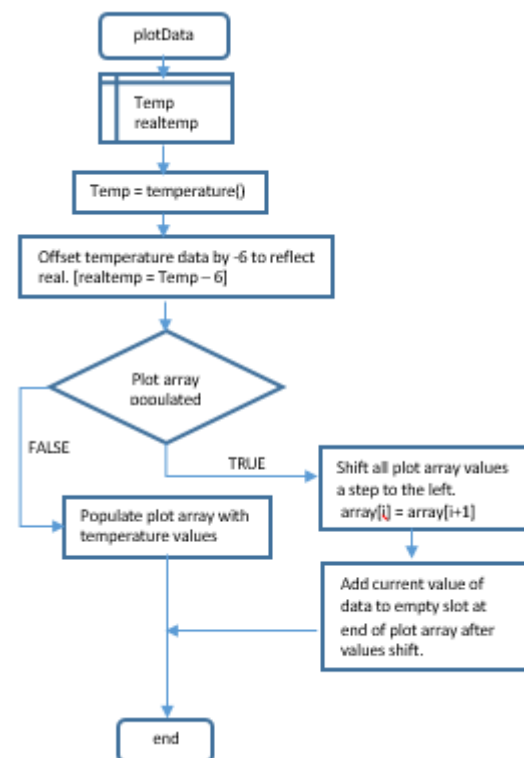 plotData
Temp
realtemp
Temp = temperature()
Offset temperature data by -6 to reflect
real. [realtemp = Temp – 6]
Plot array
populated
FALSE
TRUE
Shift all plot array values
a step to the left.
array[i] = array[i+1]
Populate plot array with
temperature values
Add current value of
data to empty slot at
end of plot array after
values shift.
end